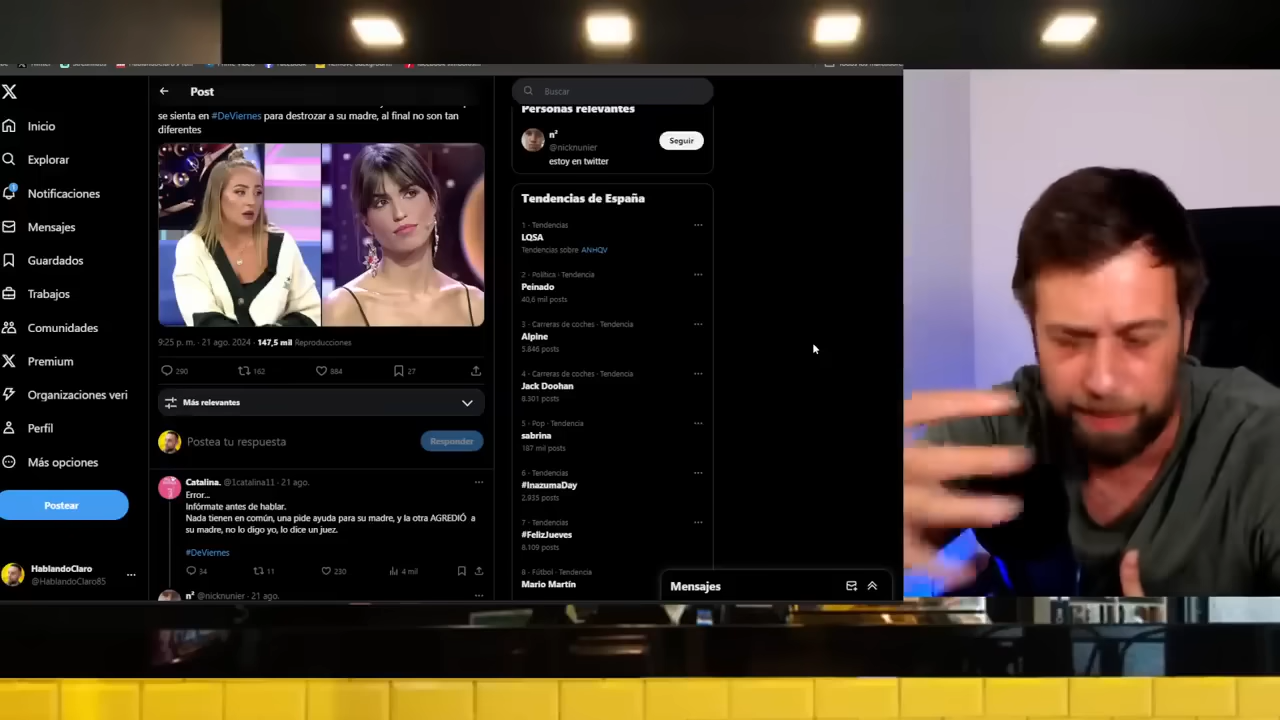 Inicio
Explorar
Notificaciones
Mensajes
Guardados
Trabajos
Comunidades
Premium
Organizaciones veri
Perfil
Más opciones
Postear
HablandoClaro
@HablandoClaro85
Post
se sienta en #DeViernes para destrozar a su madre, al final no son tan
diferentes
9:25 p. m. · 21 ago. 2024 · 147,5 mil Reproducciones
290 162 884 27
Más relevantes
Postea tu respuesta
Responder
Catalina. @1catalina11 · 21 ago.
Error...
Infórmate antes de hablar.
Nada tienen en común, una pide ayuda para su madre, y la otra AGREDIÓ a
su madre, no lo digo yo, lo dice un juez.
#DeViernes
34 11 230 4 mil
n² @nicknunier · 21 ago.
Buscar
Personas relevantes
n²
@nicknunier
Seguir
estoy en twitter
Tendencias de España
1 · Tendencias
LQSA
Tendencias sobre ANHQV
2 · Política · Tendencia
Peinado
40,6 mil posts
3 · Carreras de coches · Tendencia
Alpine
5.846 posts
4 · Carreras de coches · Tendencia
Jack Doohan
8.301 posts
5 · Pop · Tendencia
sabrina
187 mil posts
6 · Tendencias
#InazumaDay
2.935 posts
7 · Tendencias
#FelizJueves
6.109 posts
8 · Fútbol · Tendencia
Mario Martín
Mensajes